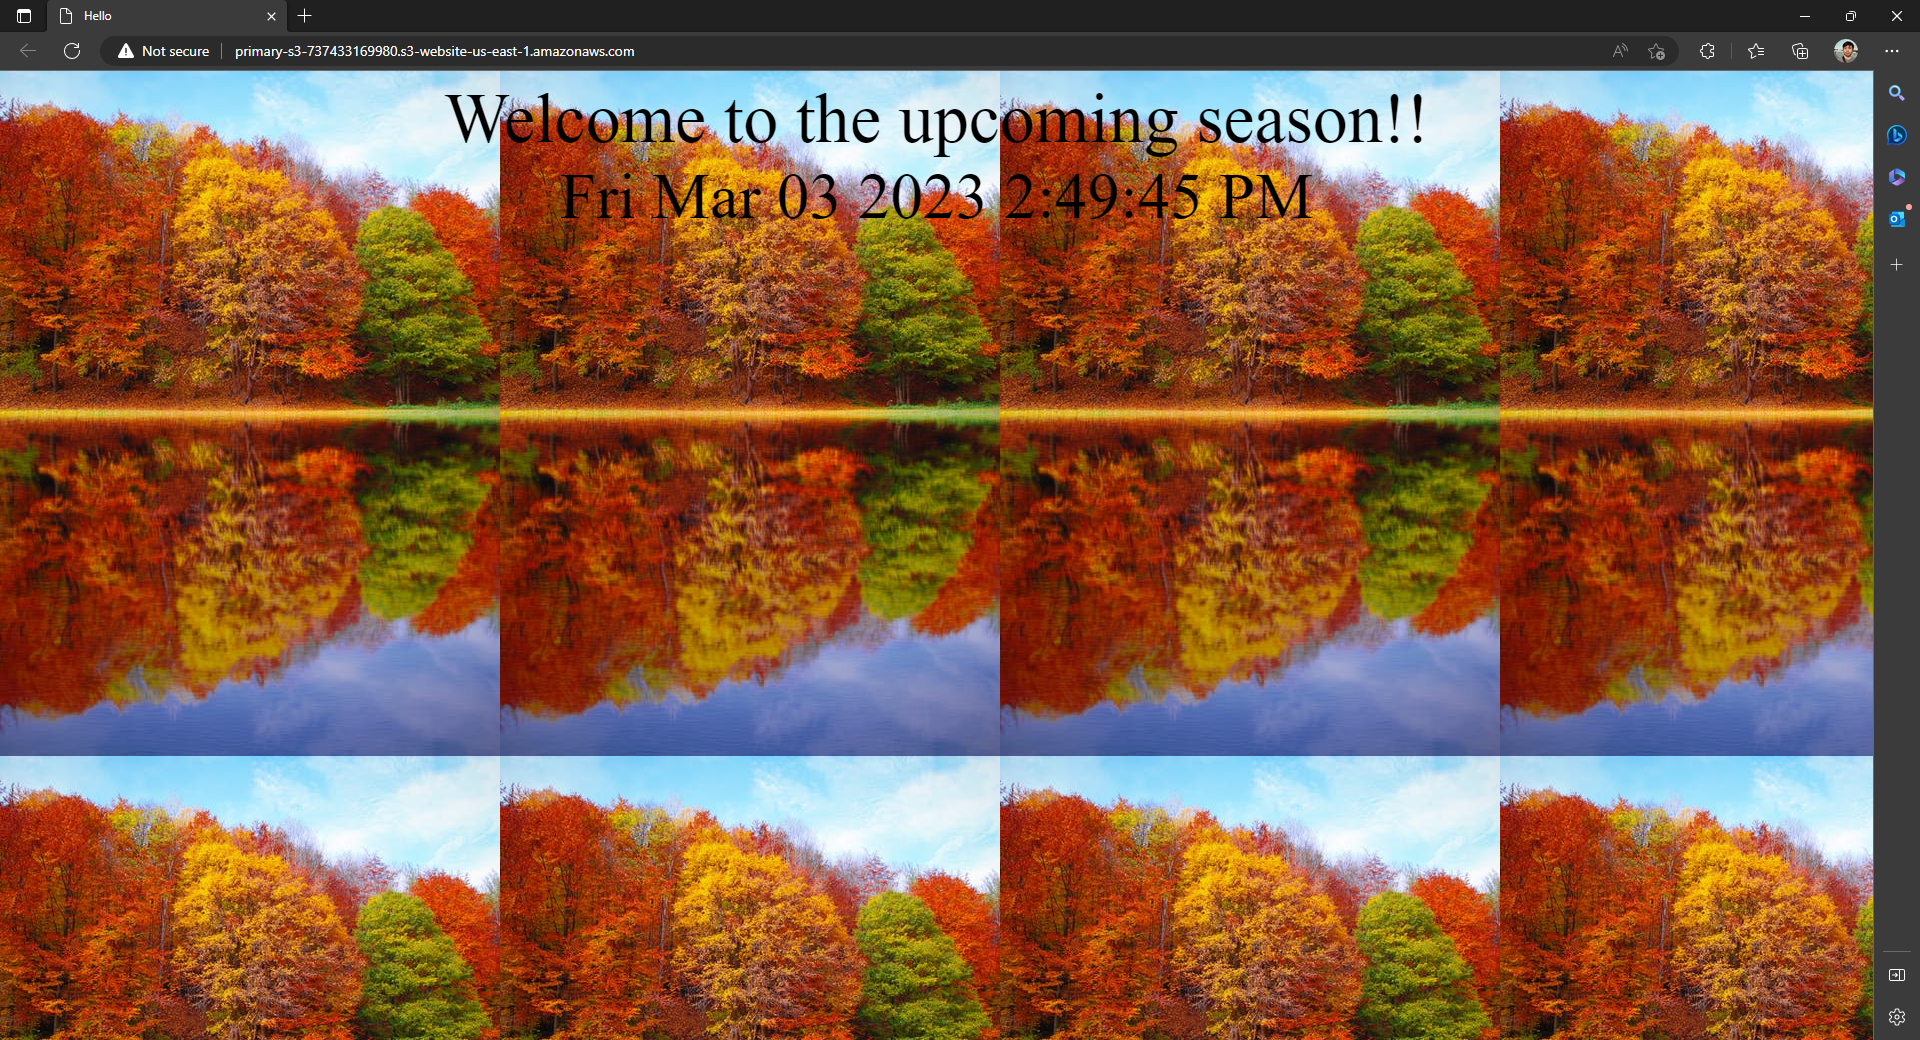 Hello
Not secure
primary-s3-737433169980.s3-website-us-east-1.amazonaws.com
Welcome to the upcoming season!!
Fri Mar 03 2023 2:49:45 PM